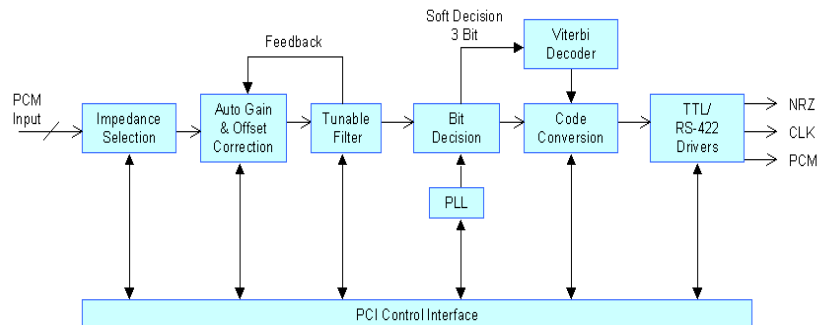 Soft Decision
3 Bit
Viterbi
Decoder
Feedback
PCM
Input
Impedance
Selection
Auto Gain
& Offset
Correction
Tunable
Filter
Bit
Decision
Code
Conversion
TTL/
RS-422
Drivers
NRZ
CLK
PCM
PLL
PCI Control Interface